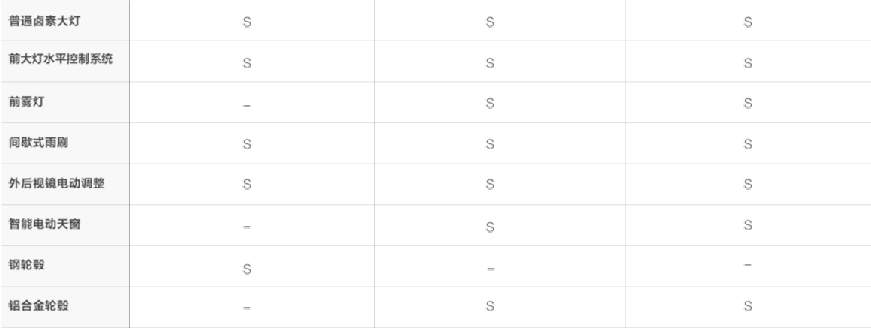 普通卤素大灯 S S S
前大灯水平控制系统 S S S
前雾灯 – S S
间歇式雨刷 S S S
外后视镜电动调整 S S S
智能电动天窗 – S S
钢轮毂 S – –
铝合金轮毂 – S S